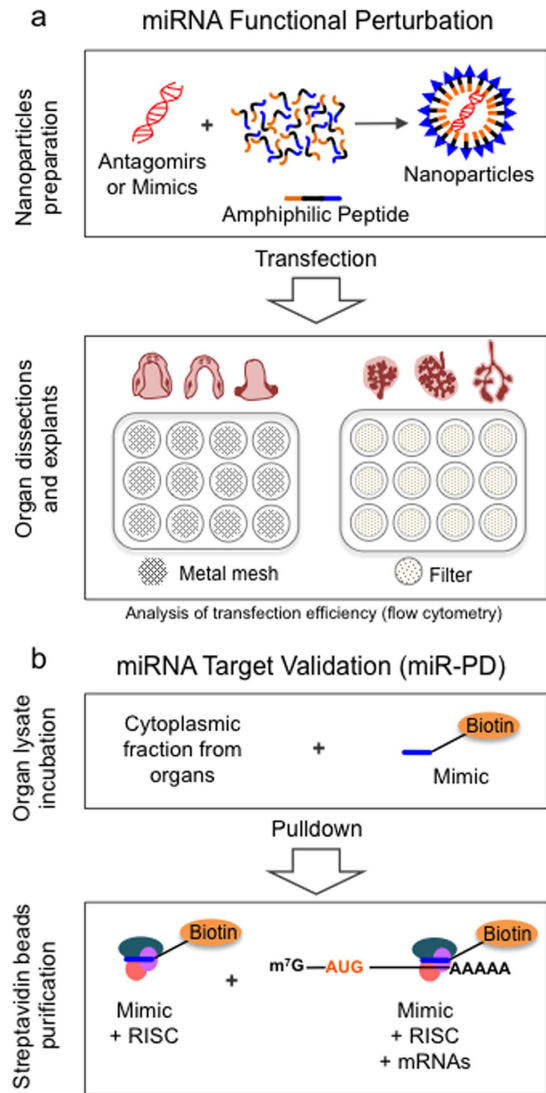 a
miRNA Functional Perturbation
Nanoparticles
preparation
Antagomirs
or Mimics
+
Amphiphilic Peptide
Nanoparticles
Transfection
Organ dissections
and explants
Metal mesh
Filter
Analysis of transfection efficiency (flow cytometry)
b
miRNA Target Validation (miR-PD)
Organ lysate
incubation
Cytoplasmic
fraction from
organs
+
Biotin
Mimic
Pulldown
Streptavidin beads
purification
Biotin
Mimic
+ RISC
+
m⁷G AUG AAAAA
Biotin
Mimic
+ RISC
+ mRNAs